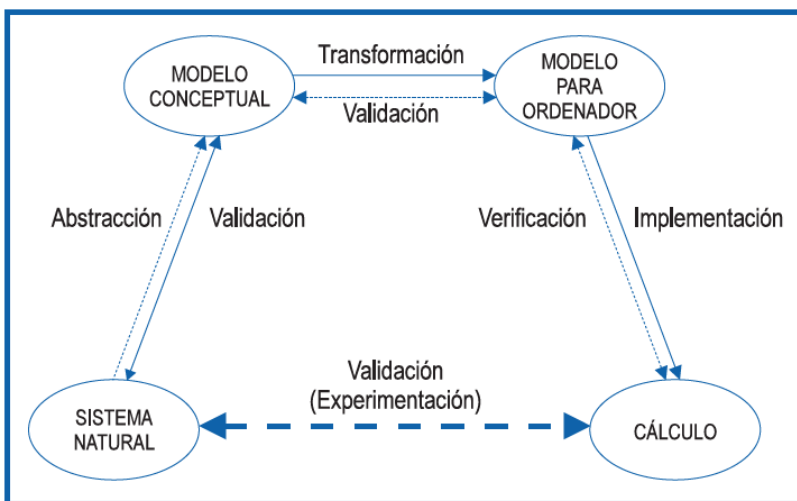 MODELO
CONCEPTUAL
Transformación
Validación
MODELO
PARA
ORDENADOR
Abstracción
Validación
Verificación
Implementación
SISTEMA
NATURAL
Validación
(Experimentación)
CÁLCULO